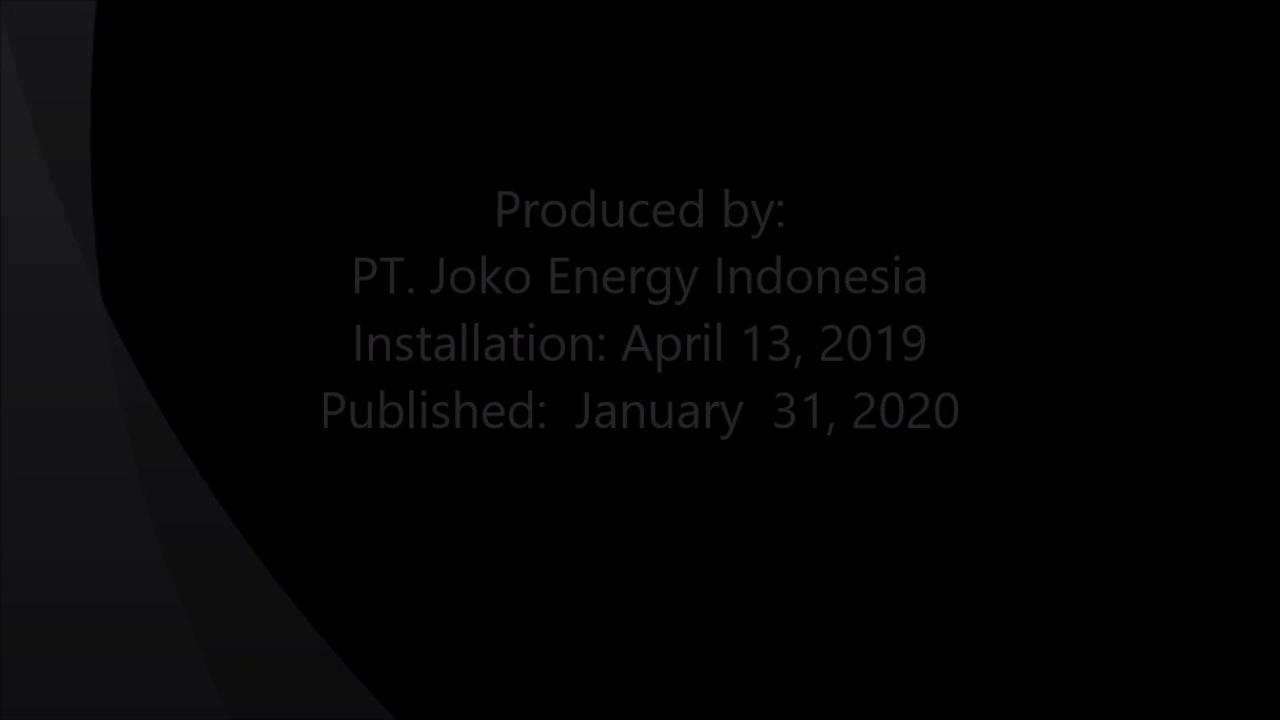 Produced by:
PT. Joko Energy Indonesia
Installation: April 13, 2019
Published:  January  31, 2020